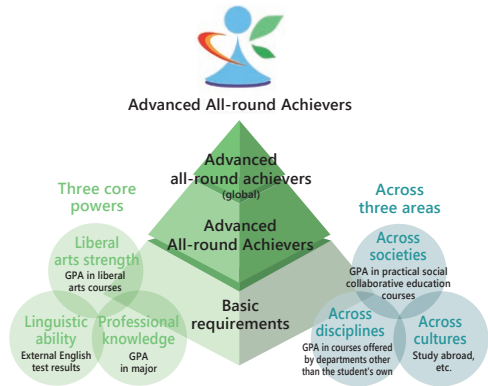 Advanced All-round Achievers
Advanced
all-round achievers
(global)
Advanced
All-Round Achievers
Basic
requirements
Three core
powers
Liberal
arts strength
GPA in liberal
arts courses
Linguistic
ability
External English
test results
Professional
knowledge
GPA
in major
Across
three areas
Across
societies
GPA in practical social
collaborative education
courses
Across
disciplines
GPA in courses offered
by departments other
than the student's own
Across
cultures
Study abroad,
etc.